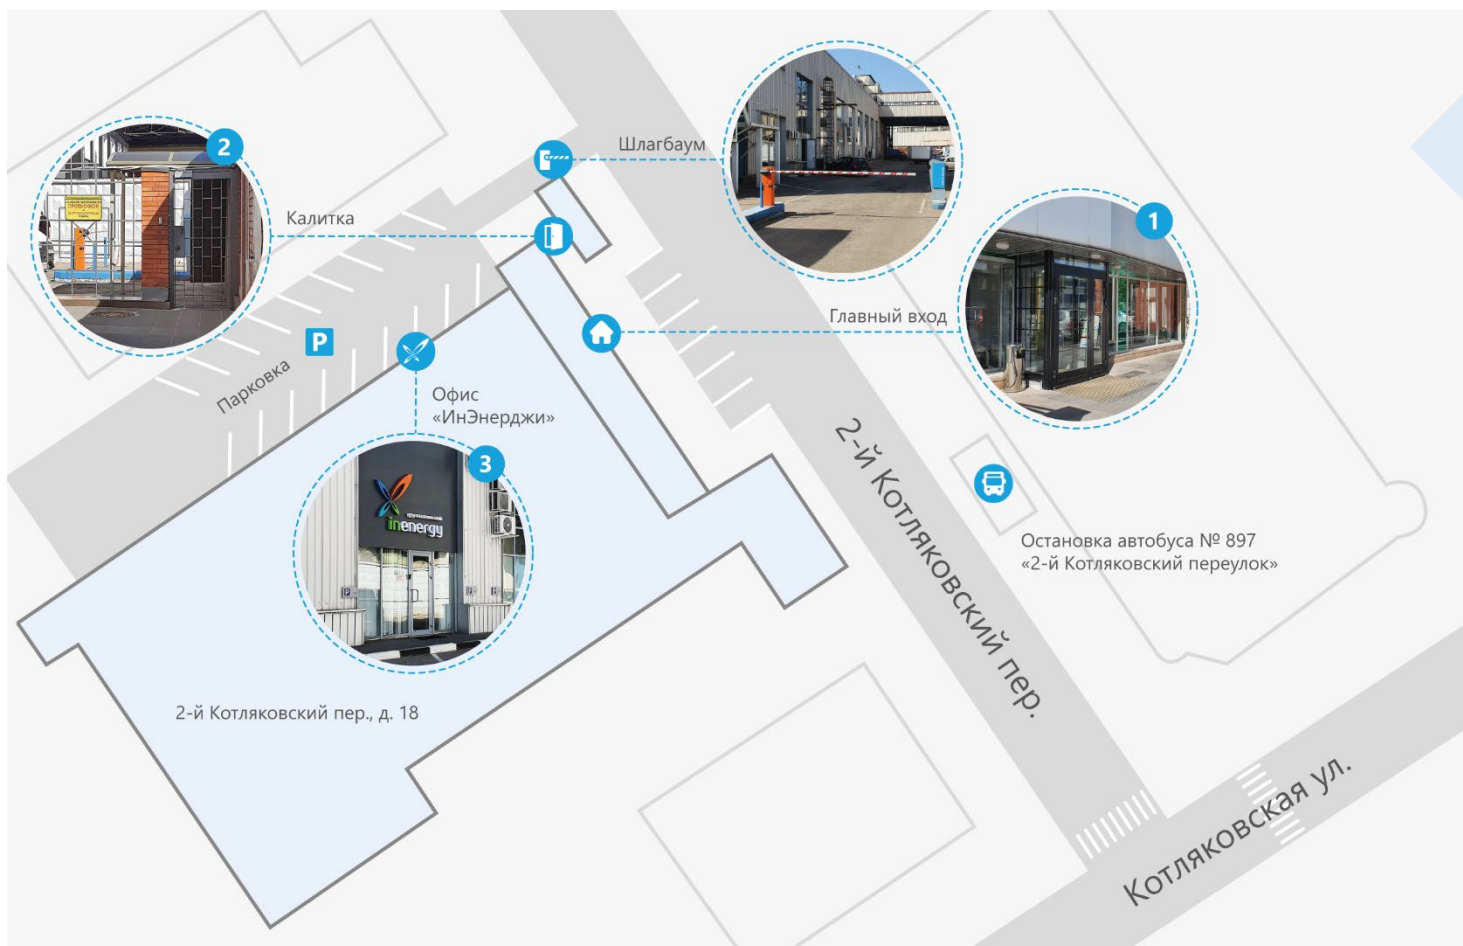 Шлагбаум
2
ПРОПУСКНОЙ
Калитка
1
Главный вход
P
Парковка
Офис
«ИнЭнерджи»
3
inenergy
2-й Котляковский пер.
Остановка автобуса № 897
«2-й Котляковский переулок»
2-й Котляковский пер., д. 18
Котляковская ул.